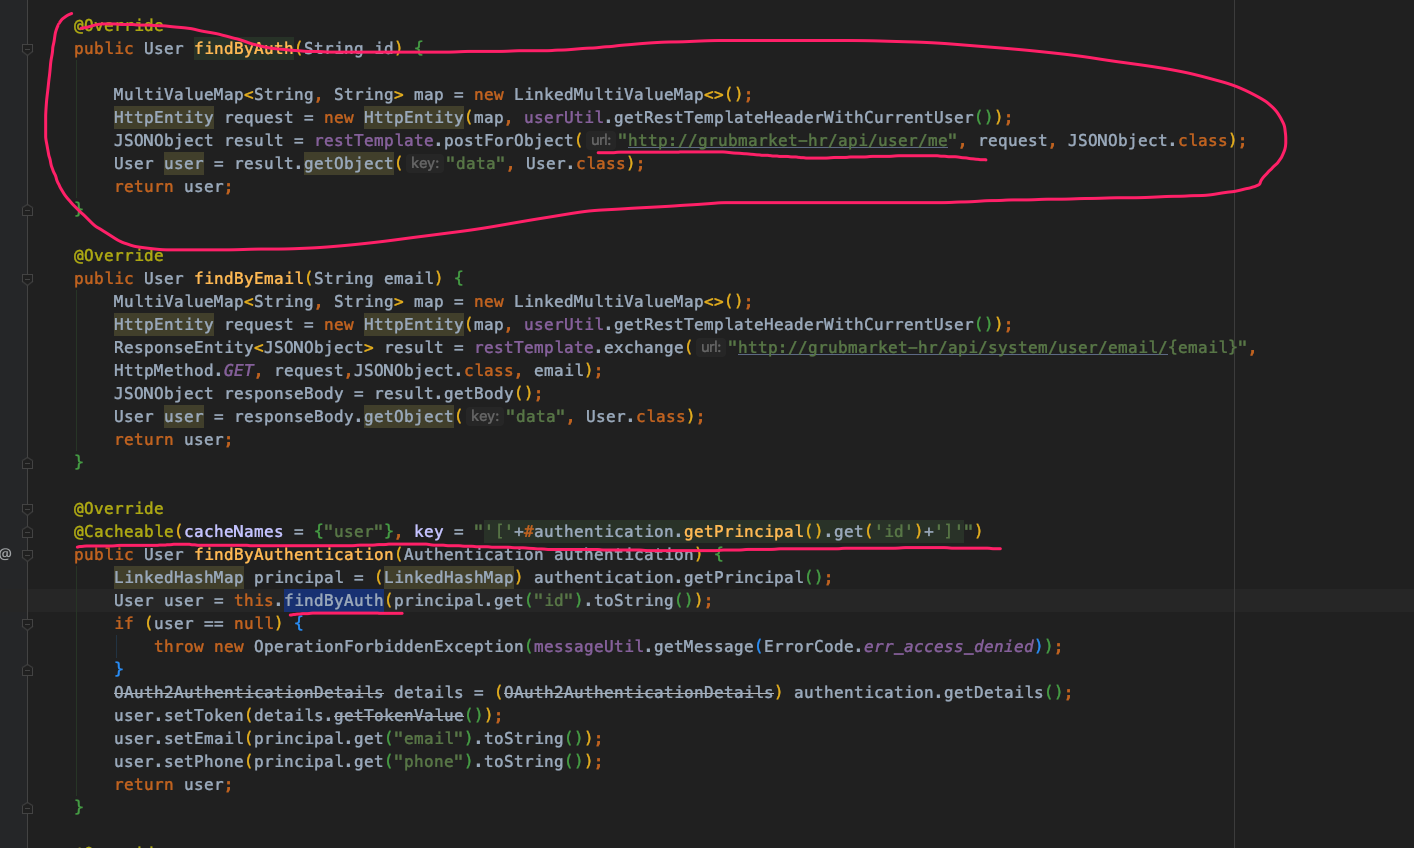 @Override
public User findByAuth(String id) {
MultiValueMap<String, String> map = new LinkedMultiValueMap<>();
HttpEntity request = new HttpEntity(map, userUtil.getRestTemplateHeaderWithCurrentUser());
JSONObject result = restTemplate.postForObject( url: "http://grubmarket-hr/api/user/me", request, JSONObject.class);
User user = result.getObject( key: "data", User.class);
return user;
}
@Override
public User findByEmail(String email) {
MultiValueMap<String, String> map = new LinkedMultiValueMap<>();
HttpEntity request = new HttpEntity(map, userUtil.getRestTemplateHeaderWithCurrentUser());
ResponseEntity<JSONObject> result = restTemplate.exchange( url: "http://grubmarket-hr/api/system/user/email/{email}",
HttpMethod.GET, request,JSONObject.class, email);
JSONObject responseBody = result.getBody();
User user = responseBody.getObject( key: "data", User.class);
return user;
}
@Override
@Cacheable(cacheNames = {"user"}, key = "'['+#authentication.getPrincipal().get('id')+']'")
@ public User findByAuthentication(Authentication authentication) {
LinkedHashMap principal = (LinkedHashMap) authentication.getPrincipal();
User user = this.findByAuth(principal.get("id").toString());
if (user == null) {
throw new OperationForbiddenException(messageUtil.getMessage(ErrorCode.err_access_denied));
}
OAuth2AuthenticationDetails details = (OAuth2AuthenticationDetails) authentication.getDetails();
user.setToken(details.getTokenValue());
user.setEmail(principal.get("email").toString());
user.setPhone(principal.get("phone").toString());
return user;
}